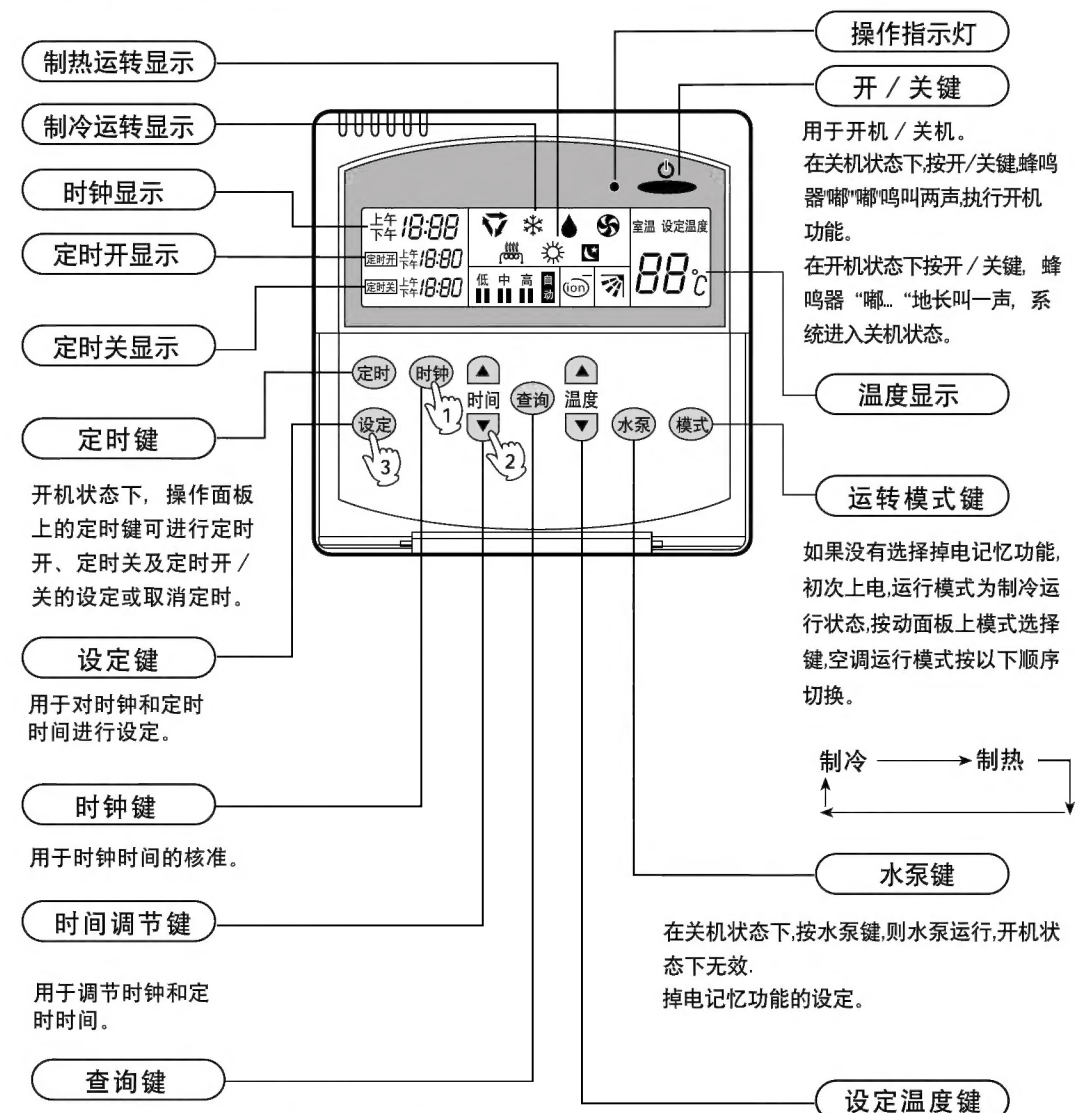 制热运转显示
制冷运转显示
时钟显示
定时开显示
定时关显示
定时键
开机状态下, 操作面板
上的定时键可进行定时
开、定时关及定时开/
关的设定或取消定时。
设定键
用于对时钟和定时
时间进行设定。
时钟键
用于时钟时间的核准。
时间调节键
用于调节时钟和定
时时间。
查询键
上午
下午
18:88
定时开
上午
下午
18:80
定时关
上午
下午
18:80
低 中 高 自动
ion
室温 设定温度
88℃
定时
时钟
时间
查询
温度
设定
水泵
模式
1
2
3
操作指示灯
开/关键
用于开机/关机。
在关机状态下,按开/关键,蜂鸣
器"嘟"嘟"鸣叫两声,执行开机
功能。
在开机状态下按开/关键, 蜂
鸣器 “嘟... “地长叫一声, 系
统进入关机状态。
温度显示
运转模式键
如果没有选择掉电记忆功能,
初次上电,运行模式为制冷运
行状态,按动面板上模式选择
键,空调运行模式按以下顺序
切换。
制冷 制热
水泵键
在关机状态下,按水泵键,则水泵运行,开机状
态下无效.
掉电记忆功能的设定。
设定温度键